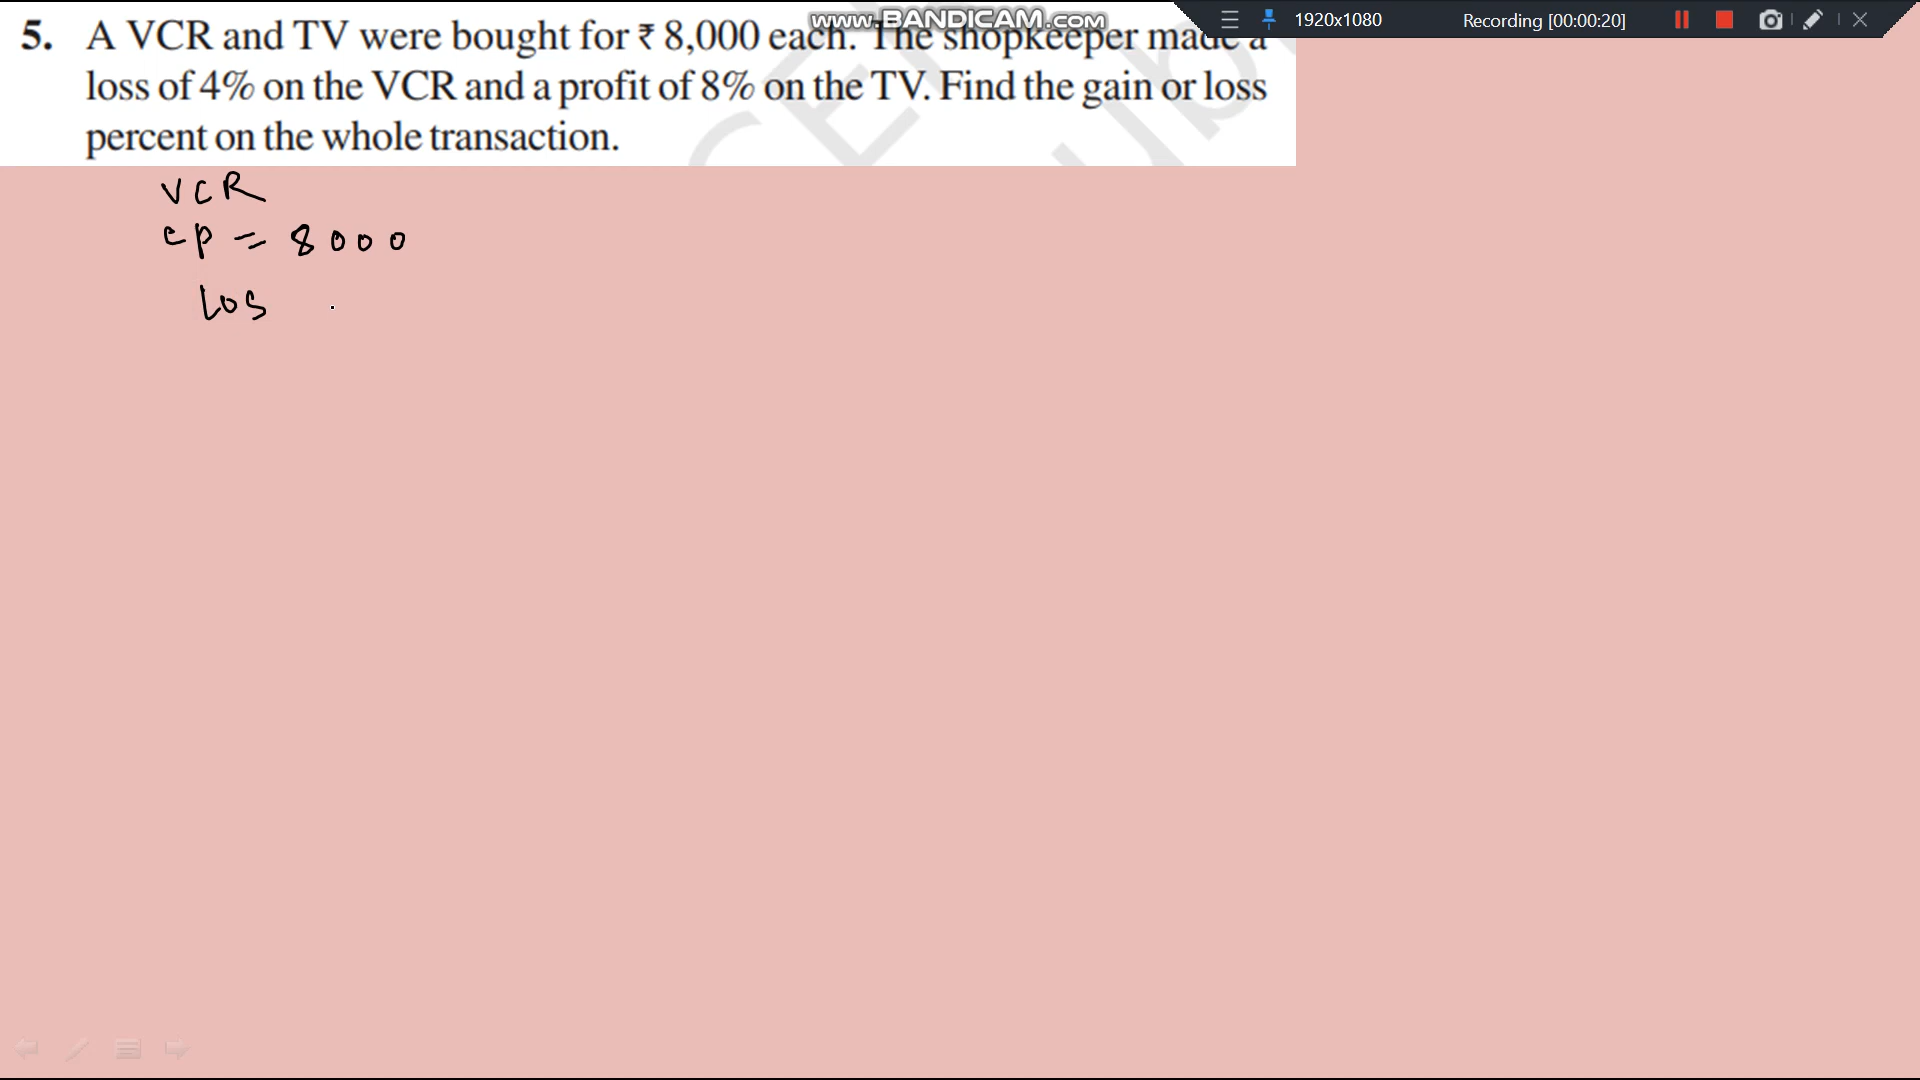 www.BANDICAM.com
1920x1080
Recording [00:00:20]
5. A VCR and TV were bought for ₹ 8,000 each. The shopkeeper made a
loss of 4% on the VCR and a profit of 8% on the TV. Find the gain or loss
percent on the whole transaction.
VCR
CP = 8000
Los